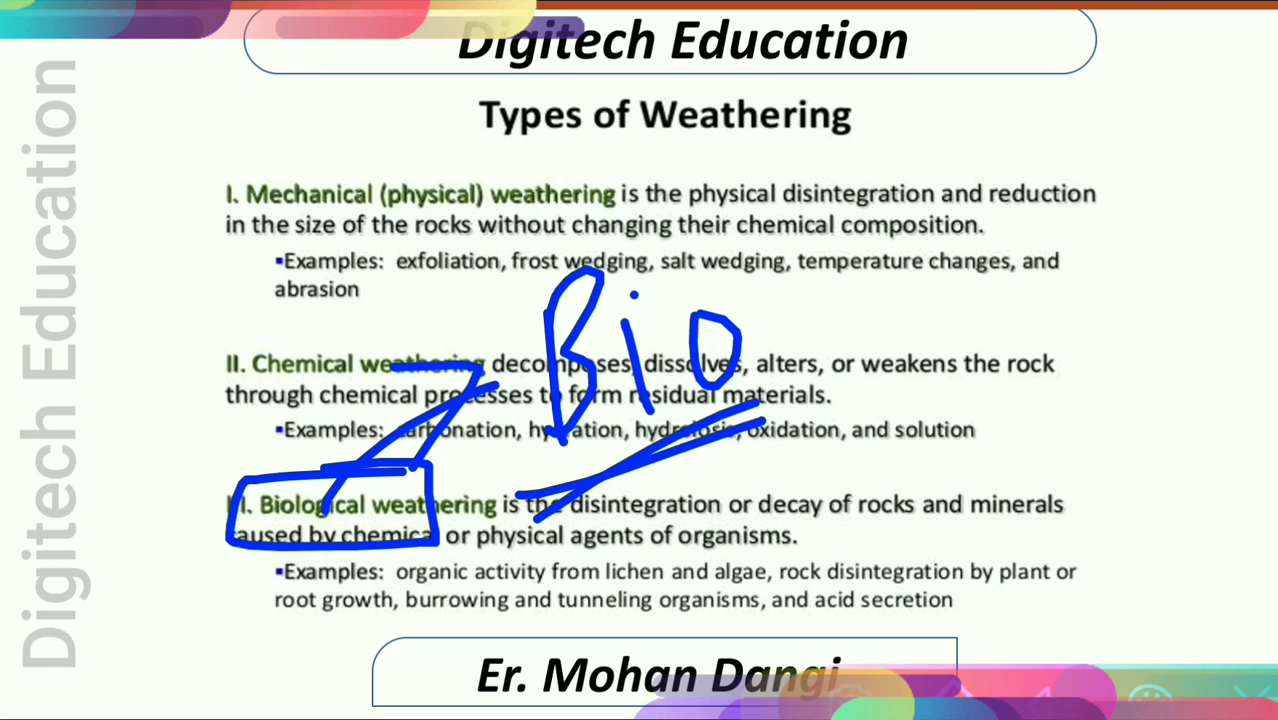 Digitech Education
Digitech Education
Types of Weathering
I. Mechanical (physical) weathering is the physical disintegration and reduction
in the size of the rocks without changing their chemical composition.
▪Examples: exfoliation, frost wedging, salt wedging, temperature changes, and
abrasion
Bio
II. Chemical weathering decomposes, dissolves, alters, or weakens the rock
through chemical processes to form residual materials.
▪Examples: carbonation, hydration, hydrolosis, oxidation, and solution
III. Biological weathering is the disintegration or decay of rocks and minerals
caused by chemical or physical agents of organisms.
▪Examples: organic activity from lichen and algae, rock disintegration by plant or
root growth, burrowing and tunneling organisms, and acid secretion
Er. Mohan Dangi